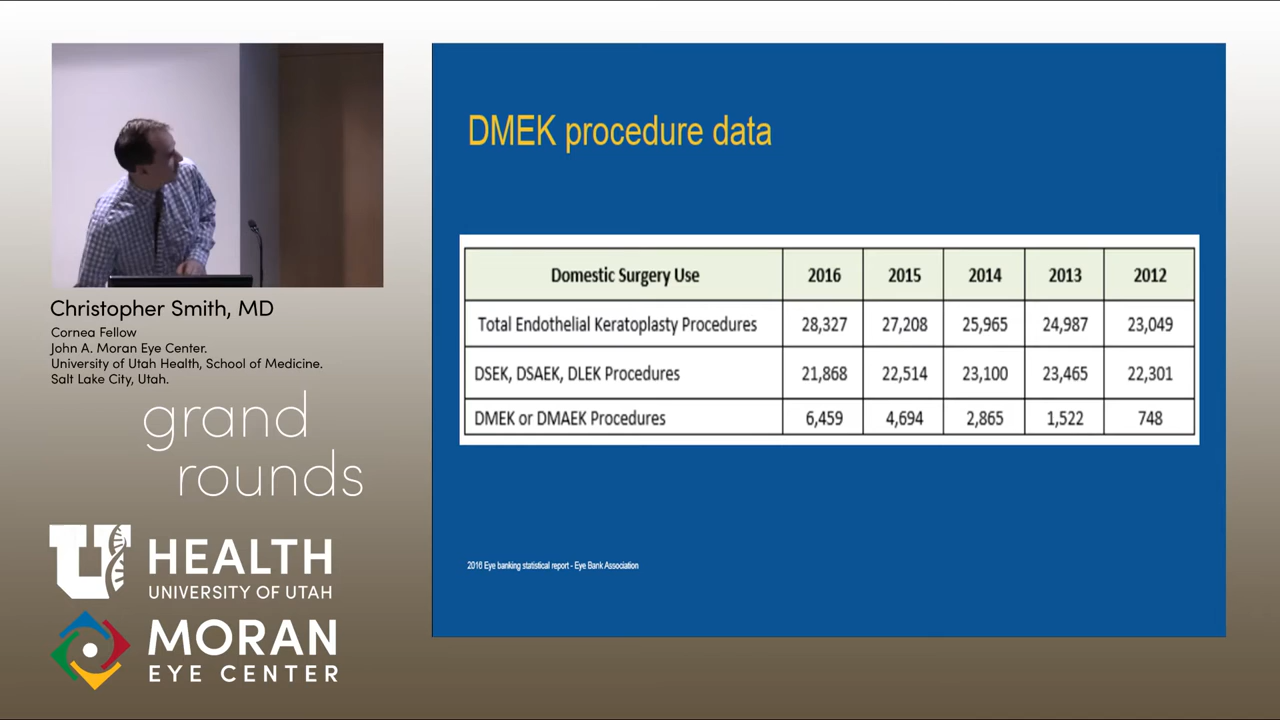 DMEK procedure data
Domestic Surgery Use 2016 2015 2014 2013 2012
Total Endothelial Keratoplasty Procedures 28,327 27,208 25,965 24,987 23,049
DSEK, DSAEK, DLEK Procedures 21,868 22,514 23,100 23,465 22,301
DMEK or DMAEK Procedures 6,459 4,694 2,865 1,522 748
2016 Eye banking statistical report - Eye Bank Association
Christopher Smith, MD
Cornea Fellow
John A. Moran Eye Center.
University of Utah Health, School of Medicine.
Salt Lake City, Utah.
grand
rounds
U HEALTH
UNIVERSITY OF UTAH
MORAN
EYE CENTER